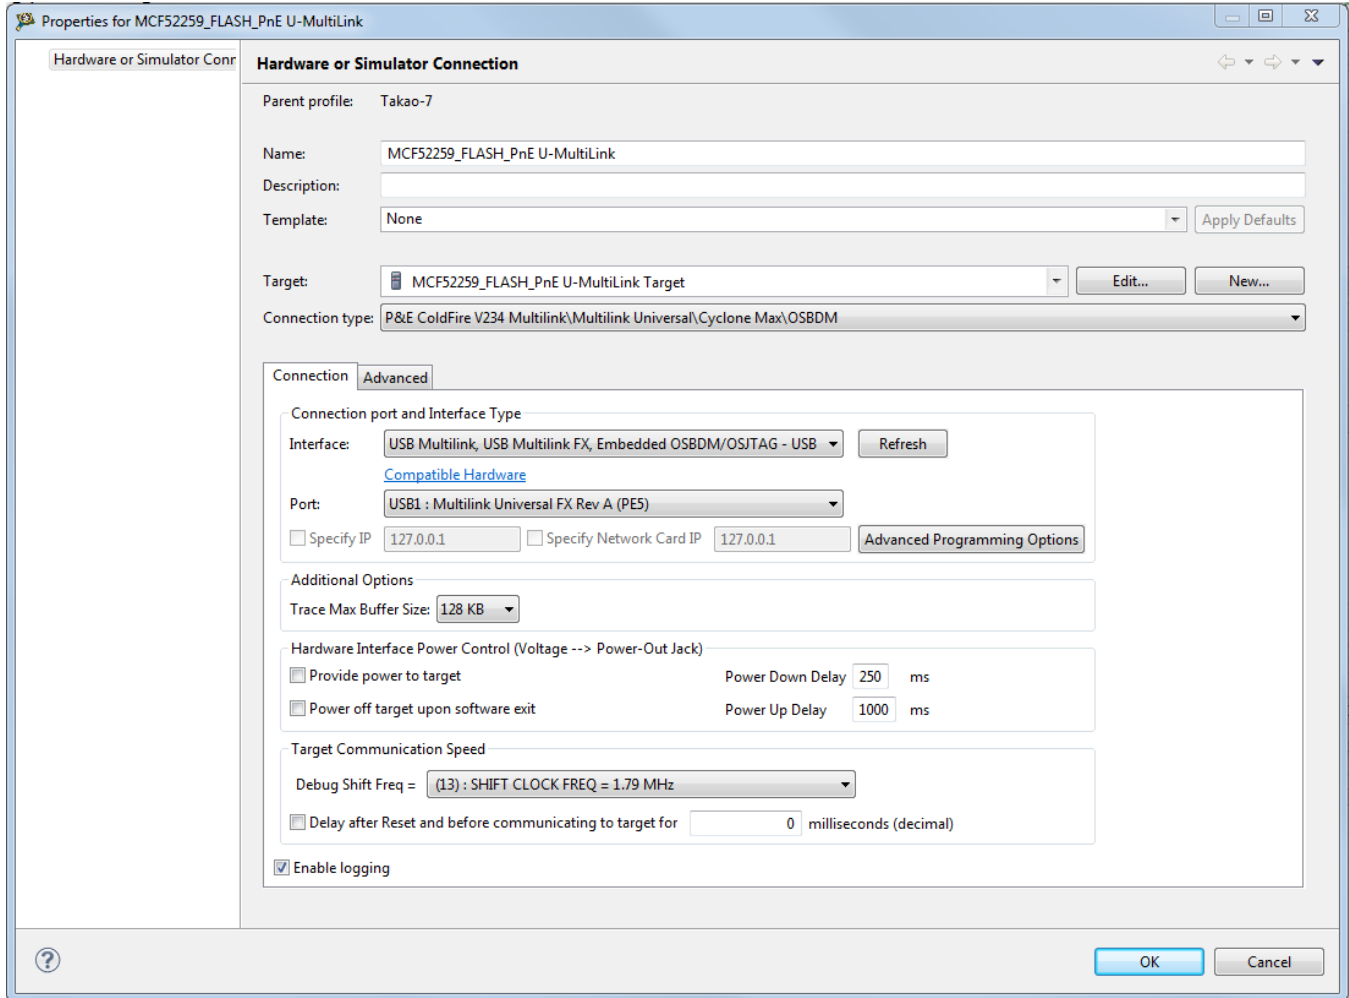 Properties for MCF52259_FLASH_PnE U-MultiLink
Hardware or Simulator Conr
Hardware or Simulator Connection
Parent profile: Takao-7
Name: MCF52259_FLASH_PnE U-MultiLink
Description:
Template: None Apply Defaults
Target: MCF52259_FLASH_PnE U-MultiLink Target Edit... New...
Connection type: P&E ColdFire V234 Multilink\Multilink Universal\Cyclone Max\OSBDM
Connection Advanced
Connection port and Interface Type
Interface: USB Multilink, USB Multilink FX, Embedded OSBDM/OSJTAG - USB Refresh
Compatible Hardware
Port: USB1 : Multilink Universal FX Rev A (PE5)
Specify IP 127.0.0.1 Specify Network Card IP 127.0.0.1 Advanced Programming Options
Additional Options
Trace Max Buffer Size: 128 KB
Hardware Interface Power Control (Voltage --> Power-Out Jack)
Provide power to target Power Down Delay 250 ms
Power off target upon software exit Power Up Delay 1000 ms
Target Communication Speed
Debug Shift Freq = (13) : SHIFT CLOCK FREQ = 1.79 MHz
Delay after Reset and before communicating to target for 0 milliseconds (decimal)
Enable logging
? OK Cancel